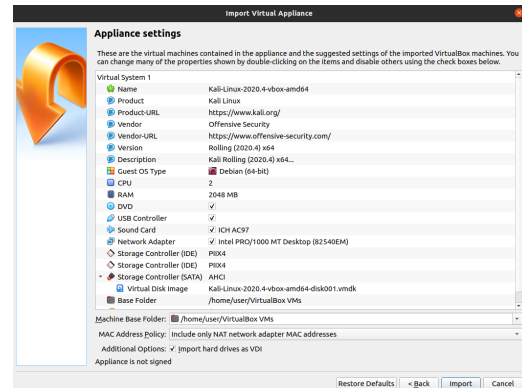 Import Virtual Appliance
Appliance settings
These are the virtual machines contained in the appliance and the suggested settings of the imported VirtualBox machines. You
can change many of the properties shown by double-clicking on the items and disable others using the check boxes below.
Virtual System 1
Name Kali-Linux-2020.4-vbox-amd64
Product Kali Linux
Product-URL https://www.kali.org/
Vendor Offensive Security
Vendor-URL https://www.offensive-security.com/
Version Rolling (2020.4) x64
Description Kali Rolling (2020.4) x64...
Guest OS Type Debian (64-bit)
CPU 2
RAM 2048 MB
DVD
USB Controller
Sound Card ICH AC97
Network Adapter Intel PRO/1000 MT Desktop (82540EM)
Storage Controller (IDE) PIIX4
Storage Controller (IDE) PIIX4
Storage Controller (SATA) AHCI
Virtual Disk Image Kali-Linux-2020.4-vbox-amd64-disk001.vmdk
Base Folder /home/user/VirtualBox VMs
Machine Base Folder: /home/user/VirtualBox VMs
MAC Address Policy: Include only NAT network adapter MAC addresses
Additional Options: Import hard drives as VDI
Appliance is not signed
Restore Defaults < Back Import Cancel